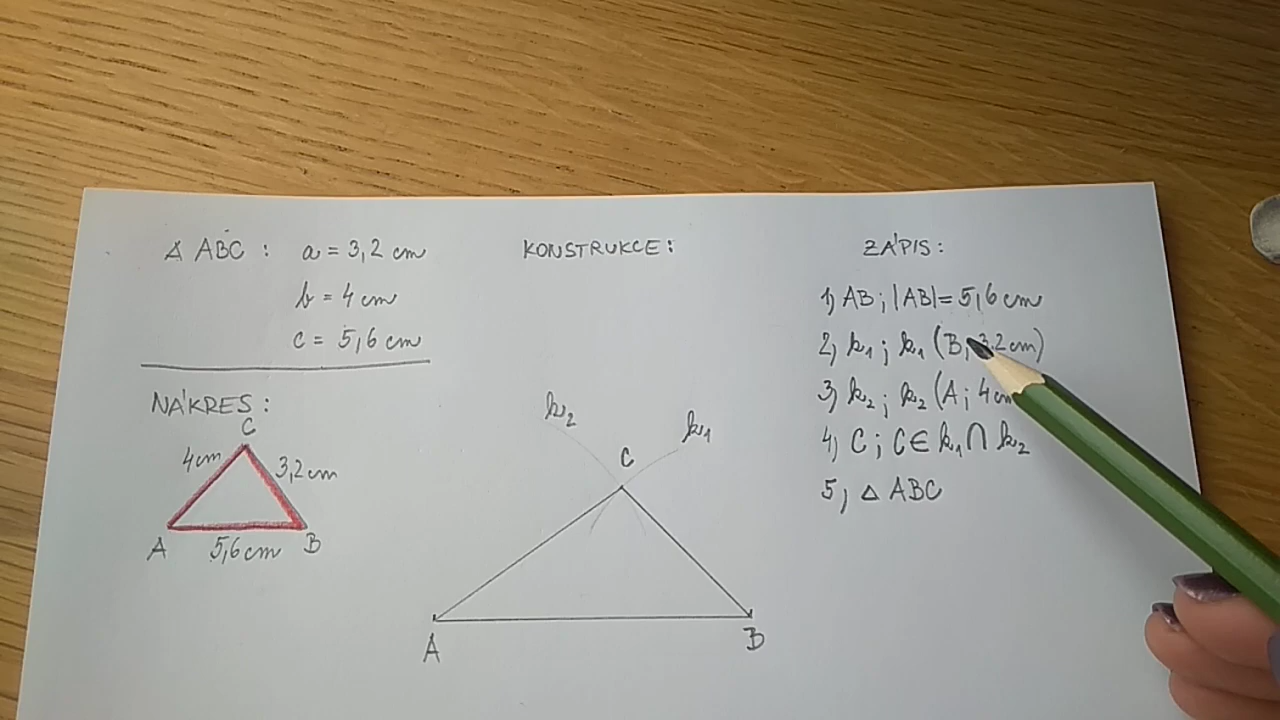 △ ABC : a = 3,2 cm
b = 4 cm
c = 5,6 cm
NÁKRES :
C
4cm
3,2cm
A
5,6cm
B
KONSTRUKCE :
k₂
k₁
C
A
B
ZÁPIS :
1) AB ; |AB| = 5,6 cm
2) k₁ ; k₁ (B; 3,2 cm)
3) k₂ ; k₂ (A ; 4 cm
4) C ; C ∈ k₁ ∩ k₂
5) △ ABC